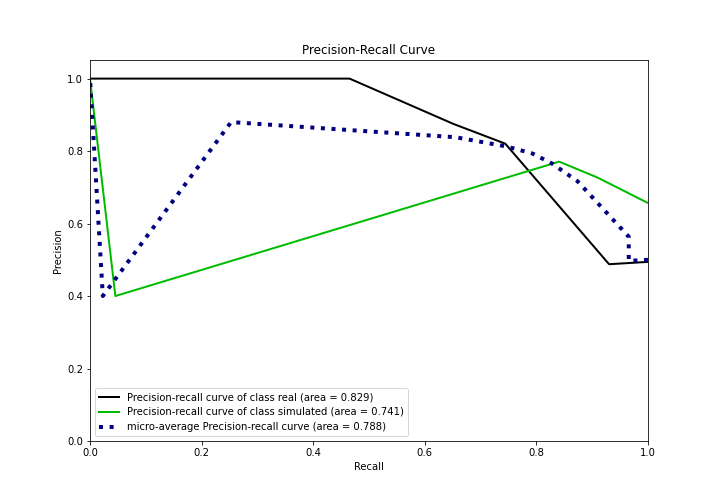 Precision-Recall Curve
Precision
1.0
0.8
0.6
0.4
0.2
0.0
Precision-recall curve of class real (area = 0.829)
Precision-recall curve of class simulated (area = 0.741)
micro-average Precision-recall curve (area = 0.788)
0.0 0.2 0.4 0.6 0.8 1.0
Recall